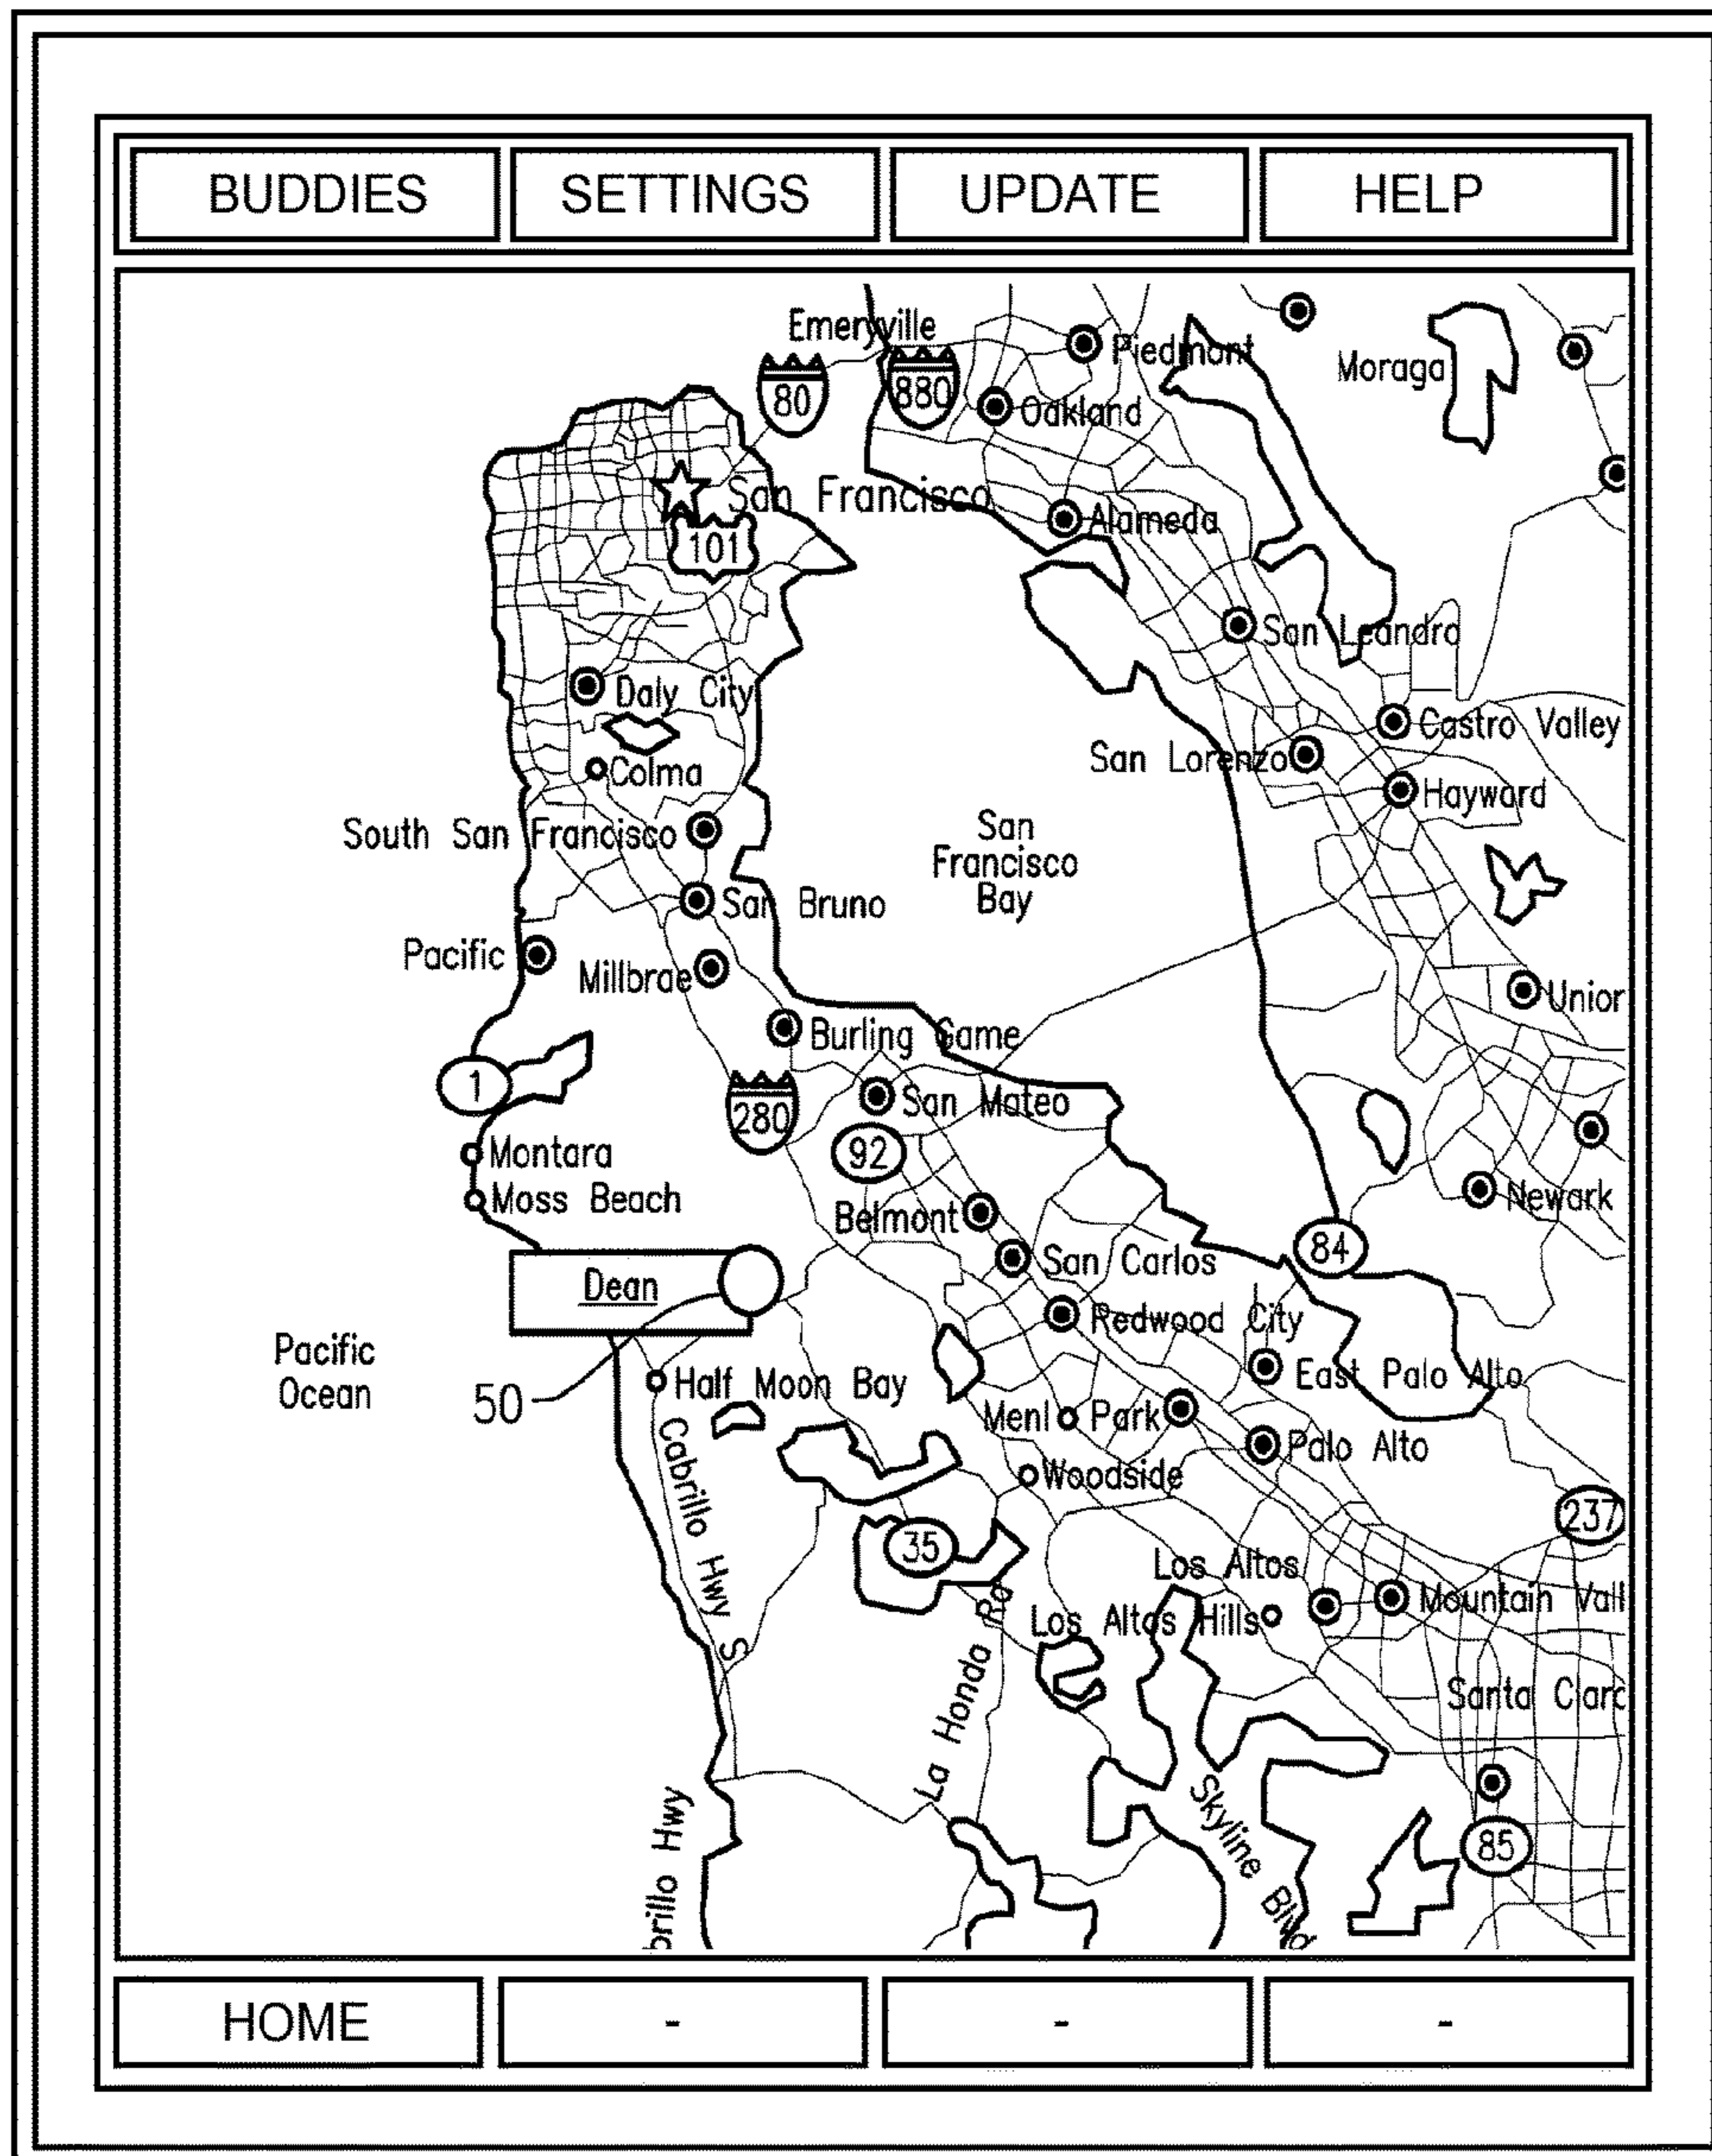 BUDDIES
SETTINGS
UPDATE
HELP
Emeryville
Piedmont
Moraga
80
880
Oakland
San Francisco
101
Alameda
San Leandro
Daly City
Castro Valley
San Lorenzo
Colma
Hayward
South San Francisco
San
Francisco
Bay
San Bruno
Pacific
Millbrae
Union
Burling Game
1
280
San Mateo
92
Montara
Moss Beach
Newark
Belmont
84
San Carlos
Dean
Redwood City
Pacific
Ocean
East Palo Alto
50
Half Moon Bay
Menl Park
Palo Alto
Woodside
Cabrillo Hwy S
237
35
Los Altos
Mountain Vall
Los Altos Hills
La Honda Rd
Santa Clara
Skyline Blvd
85
brillo Hwy
HOME
-
-
-